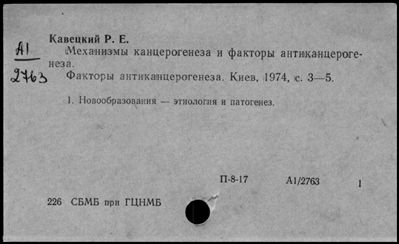 Кавецкий Р. Е.
А1
Механизмы канцерогенеза и факторы антиканцероге-
неза.
2763
Факторы антиканцерогенеза. Киев, 1974, с. 3—5.
1. Новообразования — этиология и патогенез.
П-8-17 А1/2763 1
226 СБМБ при ГЦНМБ